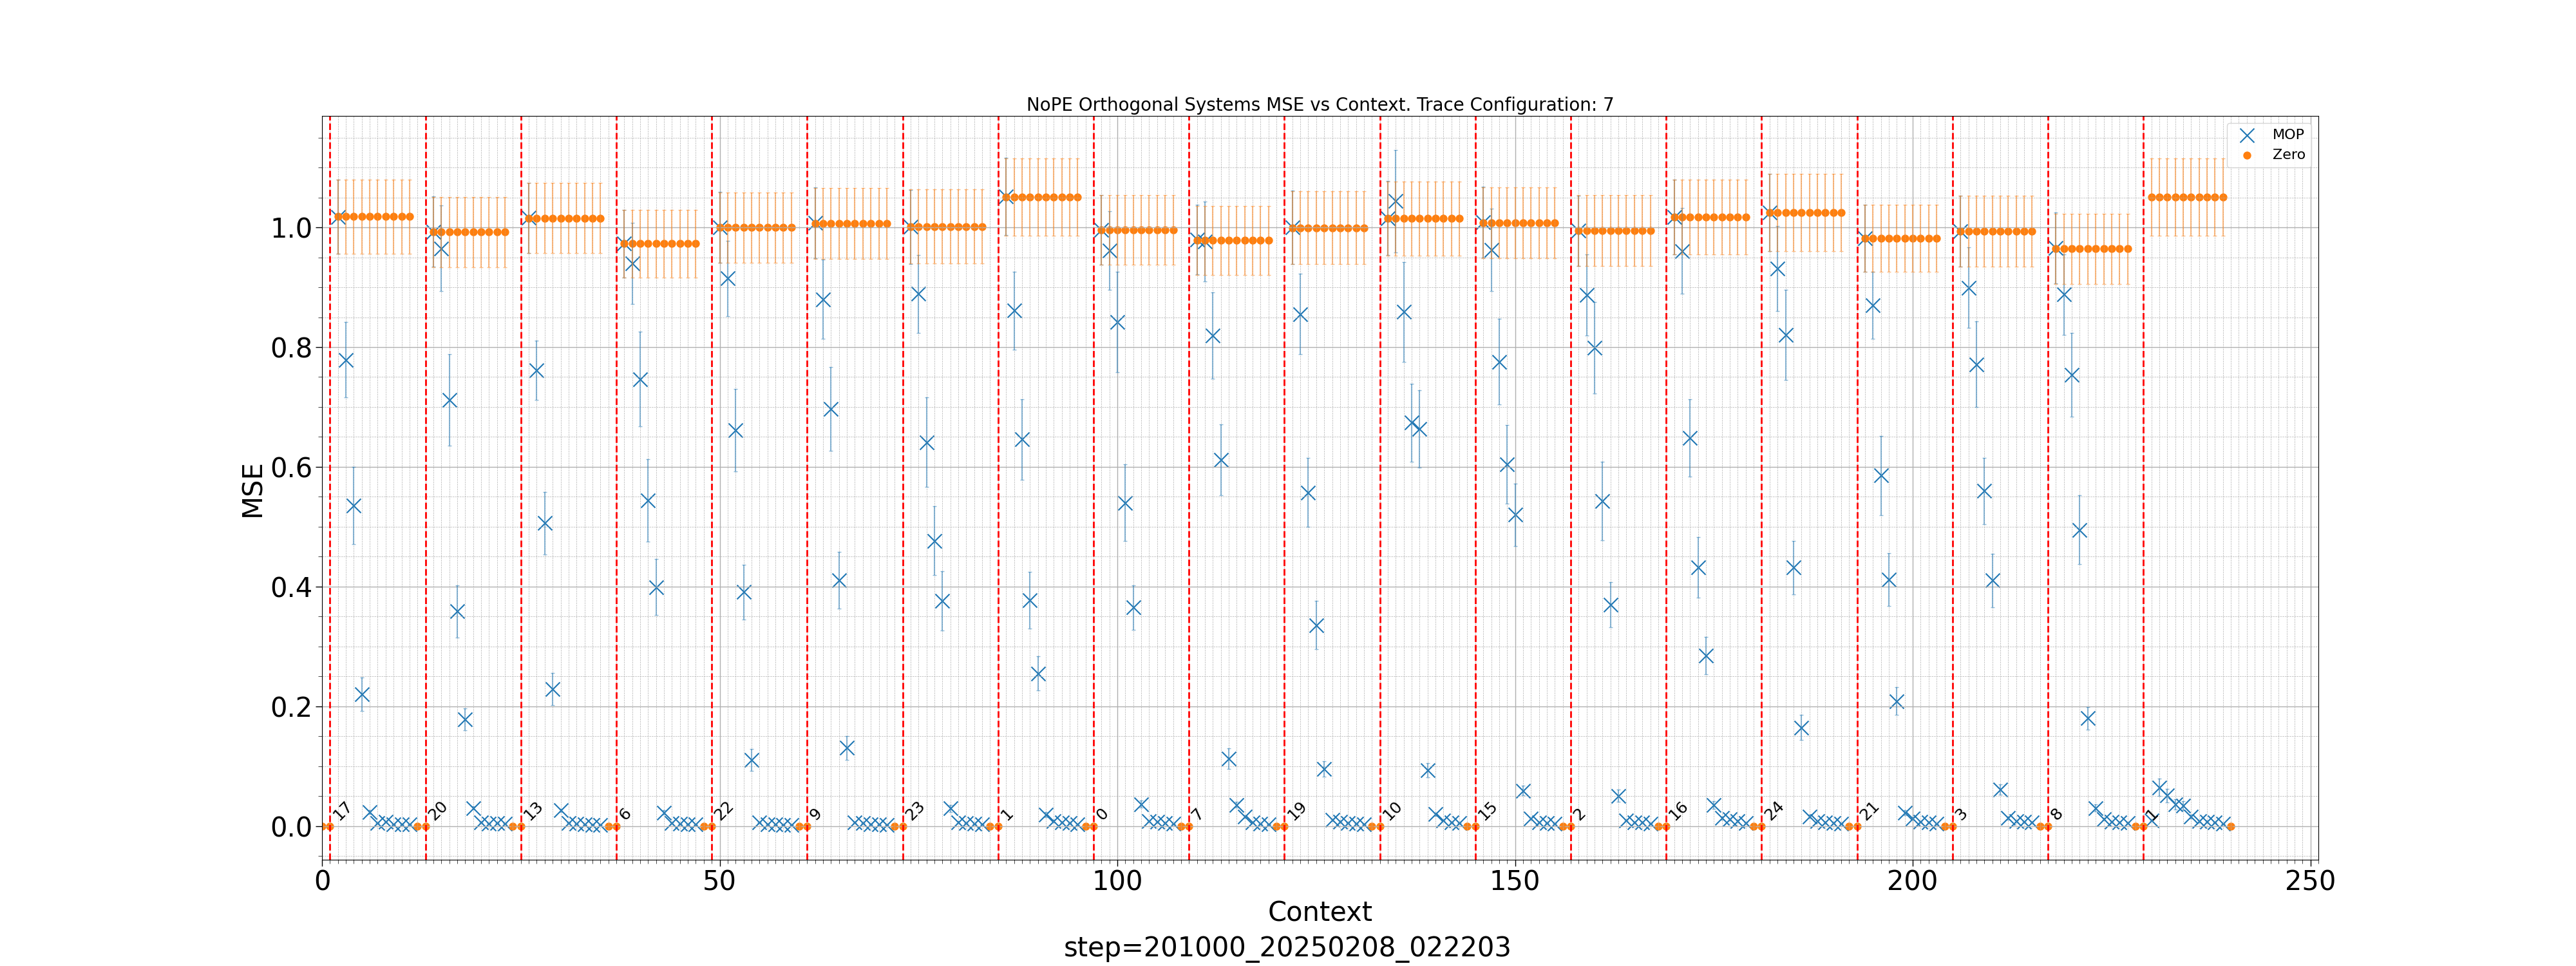 NoPE Orthogonal Systems MSE vs Context. Trace Configuration: 7
MOP
Zero
MSE
1.0
0.8
0.6
0.4
0.2
0.0
17 20 13 6 22 9 23 1 0 7 19 10 15 2 16 24 21 3 8 1
0 50 100 150 200 250
Context
step=201000_20250208_022203